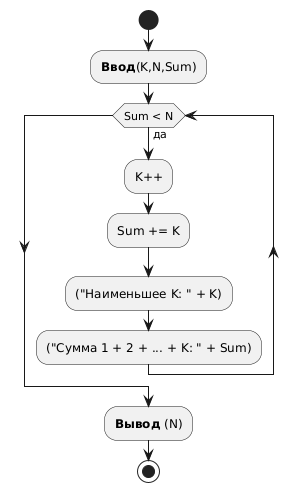 Ввод(K,N,Sum)
Sum < N
да
K++
Sum += K
("Наименьшее K: " + K)
("Сумма 1 + 2 + ... + K: " + Sum)
Вывод (N)